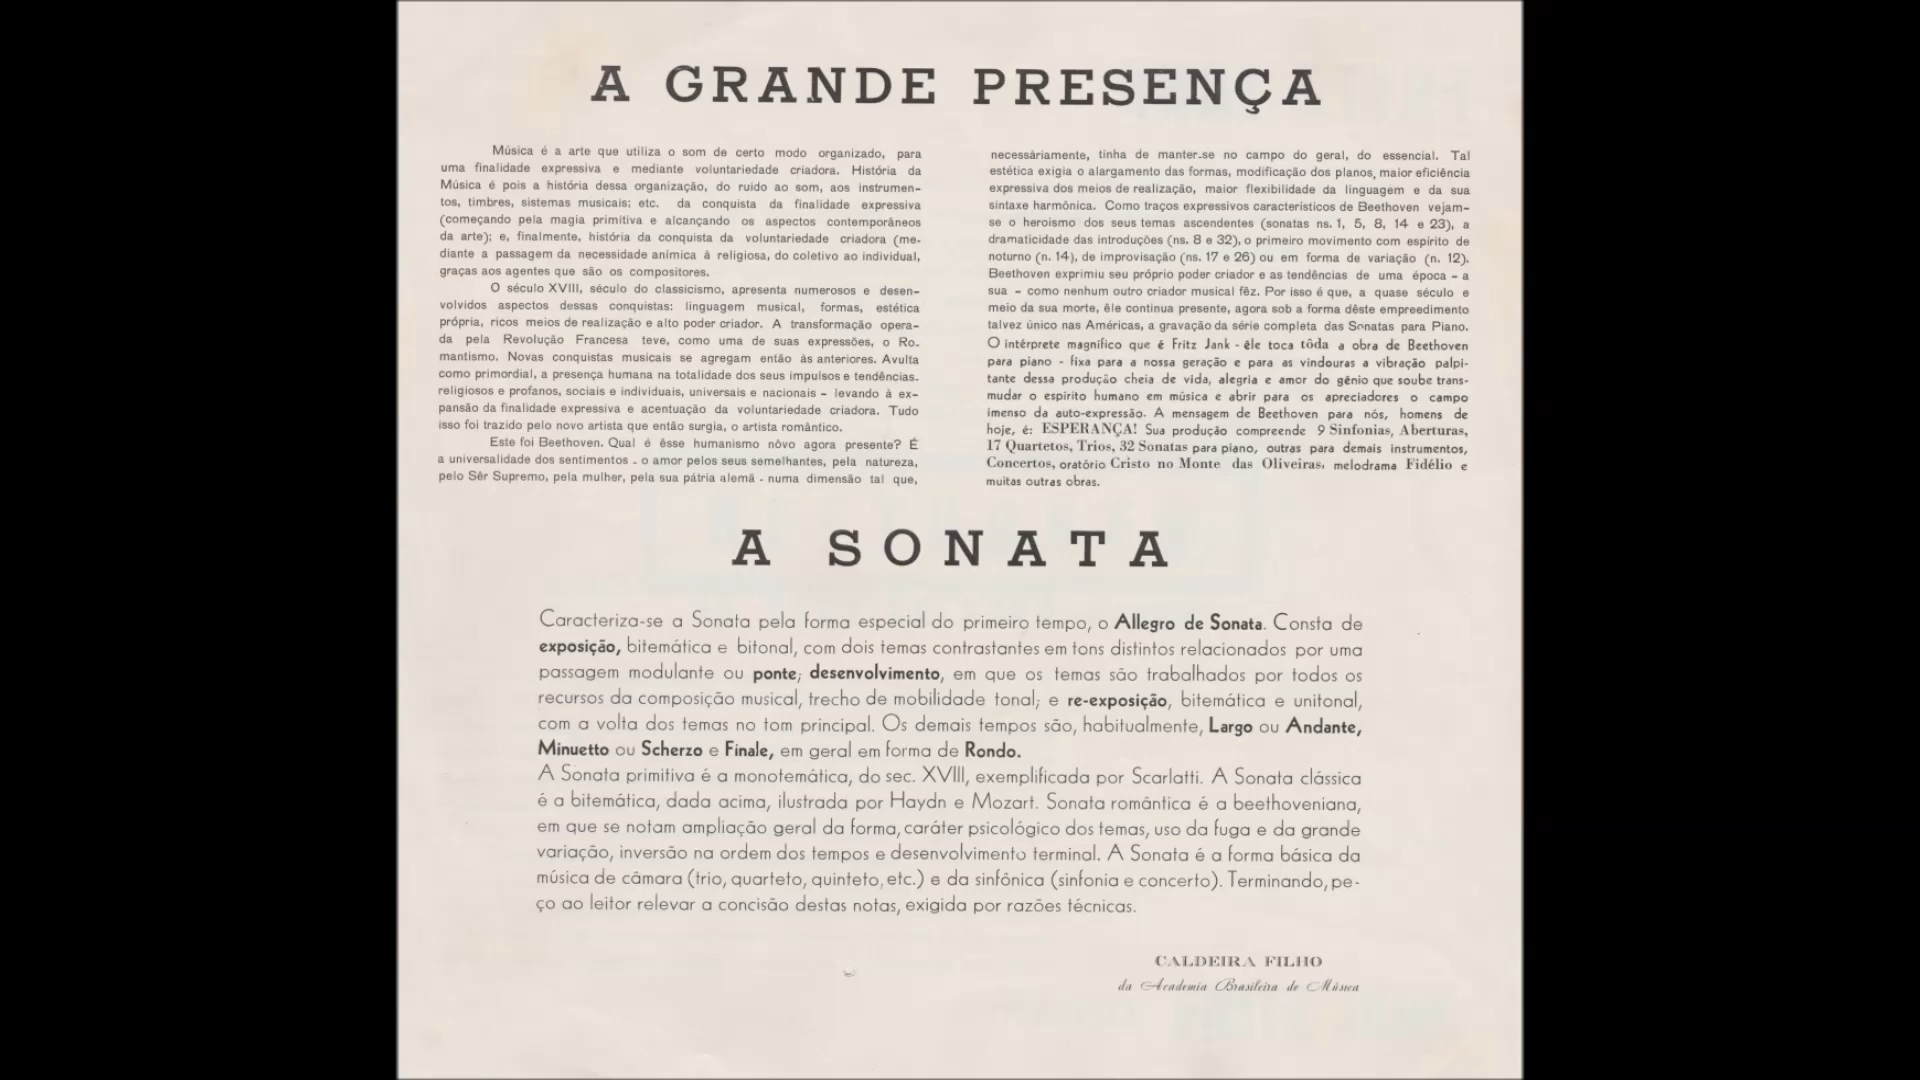 A GRANDE PRESENÇA
Música é a arte que utiliza o som de certo modo organizado, para
uma finalidade expressiva e mediante voluntariedade criadora. História da
Música é pois a história dessa organização, do ruido ao som, aos instrumen-
tos, timbres, sistemas musicais; etc. da conquista da finalidade expressiva
(começando pela magia primitiva e alcançando os aspectos contemporâneos
da arte); e, finalmente, história da conquista da voluntariedade criadora (me-
diante a passagem da necessidade anímica à religiosa, do coletivo ao individual,
graças aos agentes que são os compositores.
O século XVIII, século do classicismo, apresenta numerosos e desen-
volvidos aspectos dessas conquistas: linguagem musical, formas, estética
própria, ricos meios de realização e alto poder criador. A transformação opera-
da pela Revolução Francesa teve, como uma de suas expressões, o Ro-
mantismo. Novas conquistas musicais se agregam então às anteriores. Avulta
como primordial, a presença humana na totalidade dos seus impulsos e tendências.
religiosos e profanos, sociais e individuais, universais e nacionais – levando à ex-
pansão da finalidade expressiva e acentuação da voluntariedade criadora. Tudo
isso foi trazido pelo novo artista que então surgia, o artista romântico.
Este foi Beethoven. Qual é êsse humanismo nôvo agora presente? É
a universalidade dos sentimentos - o amor pelos seus semelhantes, pela natureza,
pelo Sêr Supremo, pela mulher, pela sua pátria alemã - numa dimensão tal que,
necessàriamente, tinha de manter-se no campo do geral, do essencial. Tal
estética exigia o alargamento das formas, modificação dos planos, maior eficiência
expressiva dos meios de realização, maior flexibilidade da linguagem e da sua
sintaxe harmônica. Como traços expressivos característicos de Beethoven vejam-
se o heroismo dos seus temas ascendentes (sonatas ns. 1, 5, 8, 14 e 23), a
dramaticidade das introduções (ns. 8 e 32), o primeiro movimento com espírito de
noturno (n. 14), de improvisação (ns. 17 e 26) ou em forma de variação (n. 12).
Beethoven exprimiu seu próprio poder criador e as tendências de uma época – a
sua – como nenhum outro criador musical fêz. Por isso é que, a quase século e
meio da sua morte, êle continua presente, agora sob a forma dêste empreedimento
talvez único nas Américas, a gravação da série completa das Sonatas para Piano.
O intérprete magnífico que é Fritz Jank - êle toca tôda a obra de Beethoven
para piano - fixa para a nossa geração e para as vindouras a vibração palpi-
tante dessa produção cheia de vida, alegria e amor do gênio que soube trans-
mudar o espírito humano em música e abrir para os apreciadores o campo
imenso da auto-expressão. A mensagem de Beethoven para nós, homens de
hoje, é: ESPERANÇA! Sua produção compreende 9 Sinfonias, Aberturas,
17 Quartetos, Trios, 32 Sonatas para piano, outras para demais instrumentos,
Concertos, oratório Cristo no Monte das Oliveiras, melodrama Fidélio e
muitas outras obras.
A SONATA
Caracteriza-se a Sonata pela forma especial do primeiro tempo, o Allegro de Sonata. Consta de
exposição, bitemática e bitonal, com dois temas contrastantes em tons distintos relacionados por uma
passagem modulante ou ponte; desenvolvimento, em que os temas são trabalhados por todos os
recursos da composição musical, trecho de mobilidade tonal; e re-exposição, bitemática e unitonal,
com a volta dos temas no tom principal. Os demais tempos são, habitualmente, Largo ou Andante,
Minuetto ou Scherzo e Finale, em geral em forma de Rondo.
A Sonata primitiva é a monotemática, do sec. XVIII, exemplificada por Scarlatti. A Sonata clássica
é a bitemática, dada acima, ilustrada por Haydn e Mozart. Sonata romântica é a beethoveniana,
em que se notam ampliação geral da forma, caráter psicológico dos temas, uso da fuga e da grande
variação, inversão na ordem dos tempos e desenvolvimento terminal. A Sonata é a forma básica da
música de câmara (trio, quarteto, quinteto, etc.) e da sinfônica (sinfonia e concerto). Terminando, pe-
ço ao leitor relevar a concisão destas notas, exigida por razões técnicas.
CALDEIRA FILHO
da Academia Brasileira de Música